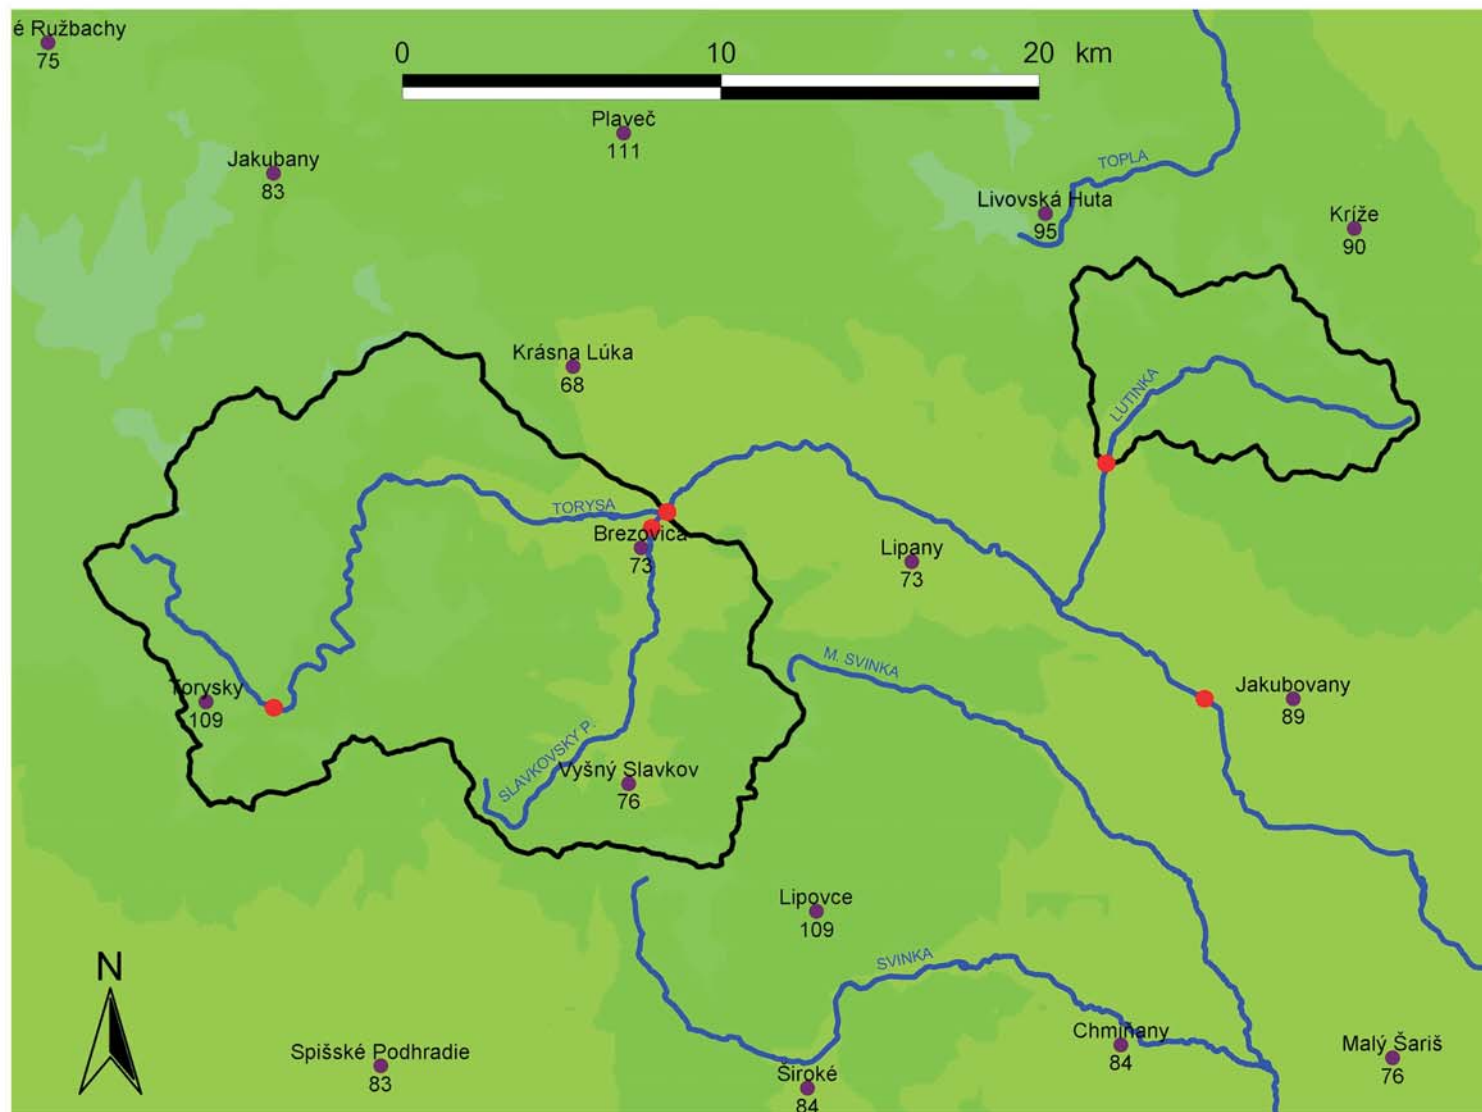 é Ružbachy
75
0 10 20 km
Plaveč
111
Jakubany
83
TOPLA
Livovská Huta
95
Kríže
90
Krásna Lúka
68
LUTINKA
TORYSA
Brezovica
73
Lipany
73
M. SVINKA
Torysky
109
Jakubovany
89
SLAVKOVSKY P.
Vyšný Slavkov
76
Lipovce
109
SVINKA
N
Chmiňany
84
Malý Šariš
76
Spišské Podhradie
83
Široké
84